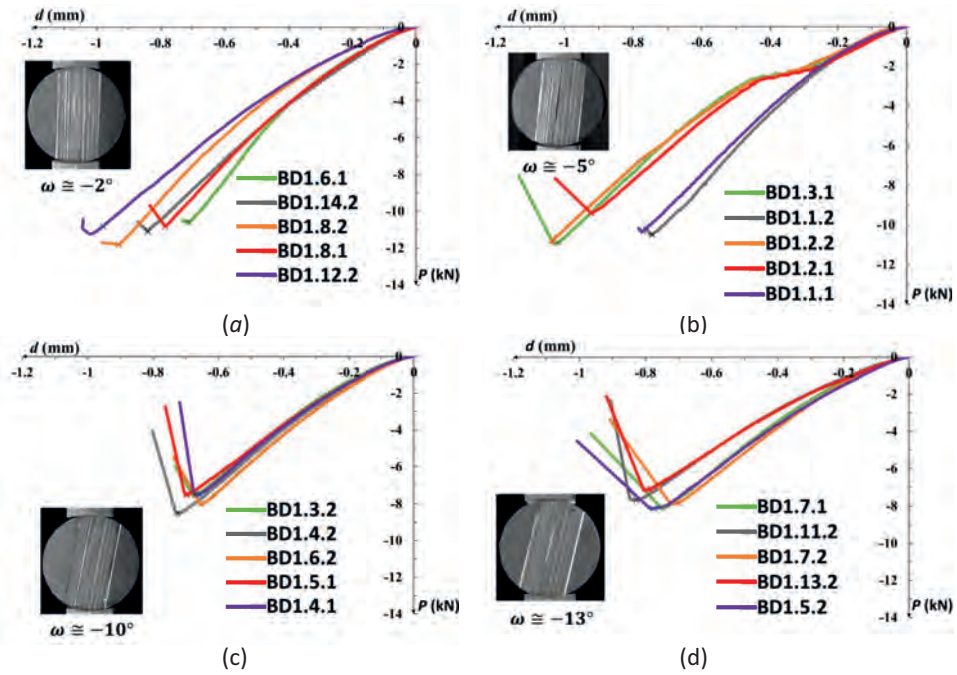 d (mm)
-1.2 -1 -0.8 -0.6 -0.4 -0.2 0
0
-2
-4
-6
-8
-10
-12
-14
P (kN)
ω ≅ −2°
BD1.6.1
BD1.14.2
BD1.8.2
BD1.8.1
BD1.12.2
(a)
d (mm)
-1.2 -1 -0.8 -0.6 -0.4 -0.2 0
0
-2
-4
-6
-8
-10
-12
-14
P (kN)
ω ≅ −5°
BD1.3.1
BD1.1.2
BD1.2.2
BD1.2.1
BD1.1.1
(b)
d (mm)
-1.2 -1 -0.8 -0.6 -0.4 -0.2 0
0
-2
-4
-6
-8
-10
-12
-14
P (kN)
ω ≅ −10°
BD1.3.2
BD1.4.2
BD1.6.2
BD1.5.1
BD1.4.1
(c)
d (mm)
-1.2 -1 -0.8 -0.6 -0.4 -0.2 0
0
-2
-4
-6
-8
-10
-12
-14
P (kN)
ω ≅ −13°
BD1.7.1
BD1.11.2
BD1.7.2
BD1.13.2
BD1.5.2
(d)